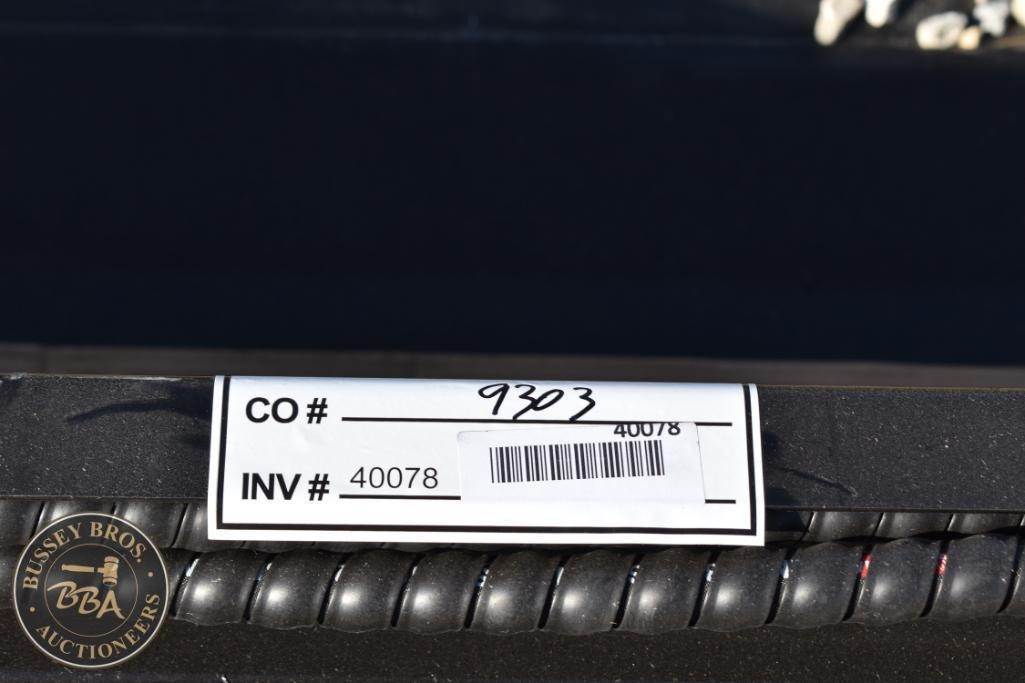 CO # 9303
40078
INV # 40078
BUSSEY BROS.
BBA
AUCTIONEERS